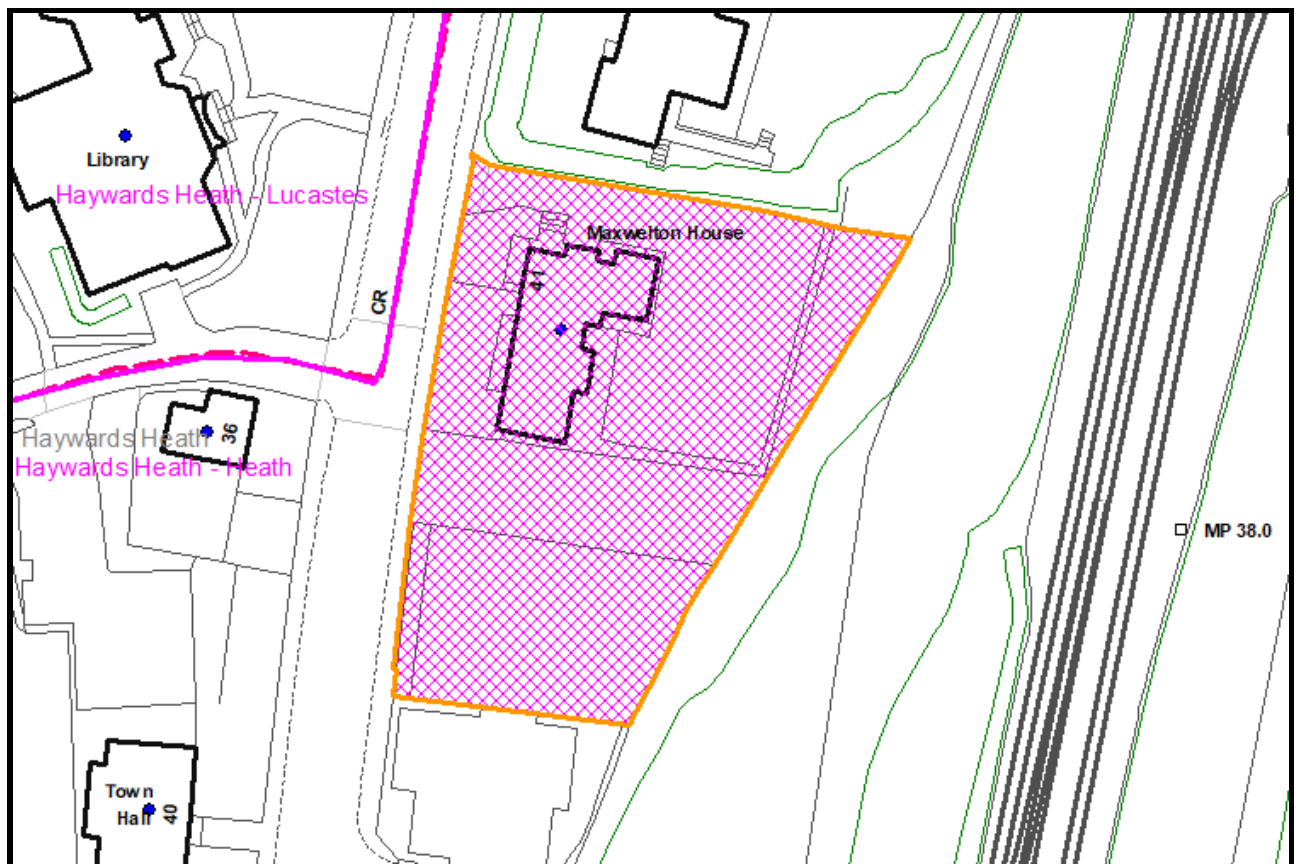 Library
Haywards Heath - Lucastes
Maxwelton House
41
CR
36
Haywards Heath
Haywards Heath - Heath
MP 38.0
Town
Hall
40